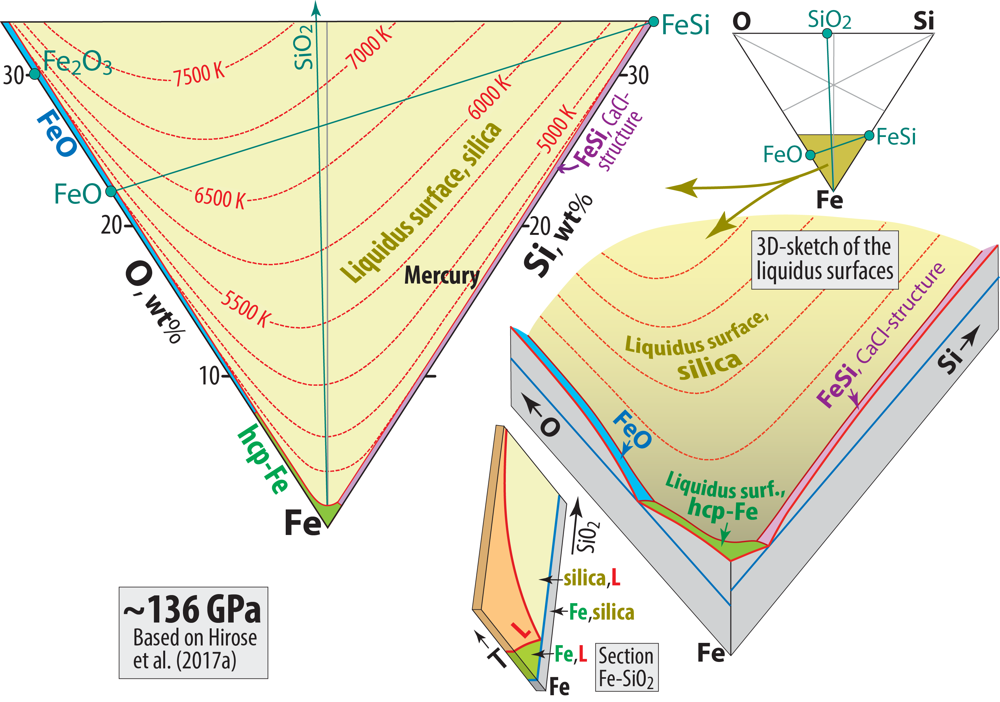 SiO2
FeSi
Fe2O3
30
7500 K
7000 K
30
FeO
6000 K
5000 K
FeSi, CaCl-
structure
FeO
6500 K
20
20
Si, wt%
Liquidus surface, silica
Mercury
O, wt%
5500 K
10
hcp-Fe
Fe
~136 GPa
Based on Hirose
et al. (2017a)
O
SiO2
Si
FeO
FeSi
Fe
3D-sketch of the
liquidus surfaces
Liquidus surface,
silica
FeSi, CaCl-structure
Si
O
FeO
Liquidus surf.,
hcp-Fe
Fe
SiO2
silica,L
Fe,silica
L
Fe,L
T
Fe
Section
Fe-SiO2